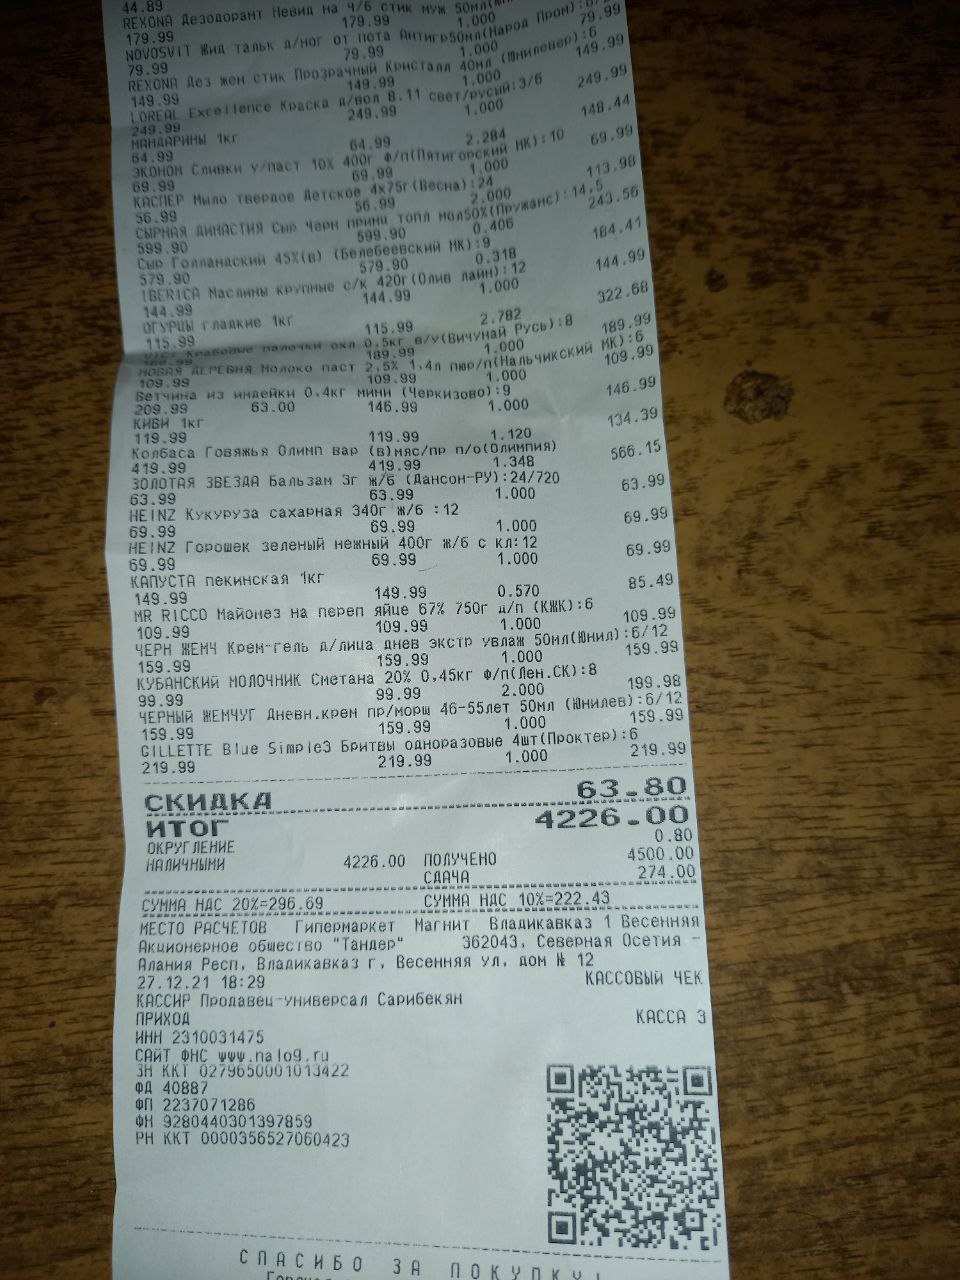 44.89
REXONA Дезодорант Невид на ч/б стик муж 50мл
179.99 179.99 1.000
NOVOSVIT Жид тальк д/ног от пота Антигр50мл(Народ Пром):6/
79.99 79.99 1.000 79.99
REXONA Дез жен стик Прозрачный Кристалл 40мл (Юнилевер):6
149.99 149.99 1.000 149.99
LOREAL Excellence Краска д/вол 8.11 свет/русый:3/6
249.99 249.99 1.000 249.99
МАНДАРИНЫ 1кг
64.99 64.99 2.284 148.44
ЭКОНОМ Сливки у/паст 10% 400г Ф/п(Пятигорский МК):10
69.99 69.99 1.000 69.99
КАСПЕР Мыло твердое Детское 4х75г(Весна):24
56.99 56.99 2.000 113.98
СЫРНАЯ ДИНАСТИЯ Сыр Черн принц топл мол50%(Пружанс):14,5
599.90 599.90 0.406 243.56
Сыр Голландский 45%(в) (Белебеевский МК):9
579.90 579.90 0.318 184.41
IBERICA Маслины крупные с/к 420г(Олив лайн):12
144.99 144.99 1.000 144.99
ОГУРЦЫ гладкие 1кг
115.99 115.99 2.782 322.68
Крабовые палочки охл 0.5кг в/у(Вичунай Русь):8
189.99 189.99 1.000 189.99
НОВАЯ ДЕРЕВНЯ Молоко паст 2,5% 1,4л пюр/п(Нальчикский МК):6
109.99 109.99 1.000 109.99
Ветчина из индейки 0,4кг мини (Черкизово):9
209.99 63.00 146.99 1.000 146.99
КИВИ 1кг
119.99 119.99 1.120 134.39
Колбаса Говяжья Олимп вар (в)мяс/пр п/о(Олимпия)
419.99 419.99 1.348 566.15
ЗОЛОТАЯ ЗВЕЗДА Бальзам 3г ж/б (Дансон-РУ):24/720
63.99 63.99 1.000 63.99
HEINZ Кукуруза сахарная 340г ж/б :12
69.99 69.99 1.000 69.99
HEINZ Горошек зеленый нежный 400г ж/б с кл:12
69.99 69.99 1.000 69.99
КАПУСТА пекинская 1кг
149.99 149.99 0.570 85.49
MR RICCO Майонез на переп яйце 67% 750г д/п (КЖК):6
109.99 109.99 1.000 109.99
ЧЕРН ЖЕМЧ Крем-гель д/лица днев экстр увлаж 50мл(Юнил):6/12
159.99 159.99 1.000 159.99
КУБАНСКИЙ МОЛОЧНИК Сметана 20% 0,45кг Ф/п(Лен.СК):8
99.99 99.99 2.000 199.98
ЧЕРНЫЙ ЖЕМЧУГ Дневн.крем пр/морщ 46-55лет 50мл (Юнилев):6/12
159.99 159.99 1.000 159.99
GILLETTE Blue Simple3 Бритвы одноразовые 4шт(Проктер):6
219.99 219.99 1.000 219.99
СКИДКА 63.80
ИТОГ 4226.00
ОКРУГЛЕНИЕ 0.80
НАЛИЧНЫМИ 4226.00 ПОЛУЧЕНО 4500.00
СДАЧА 274.00
СУММА НДС 20%=296.69 СУММА НДС 10%=222.43
МЕСТО РАСЧЕТОВ Гипермаркет Магнит Владикавказ 1 Весенняя
Акционерное общество "Тандер" 362043, Северная Осетия -
Алания Респ, Владикавказ г, Весенняя ул, дом № 12
27.12.21 18:29 КАССОВЫЙ ЧЕК
КАССИР Продавец-универсал Сарибекян
ПРИХОД КАССА 3
ИНН 2310031475
САЙТ ФНС www.nalog.ru
ЗН ККТ 0279650001013422
ФД 40887
ФП 2237071286
ФН 9280440301397859
РН ККТ 0000356527060423
СПАСИБО ЗА ПОКУПКУ!